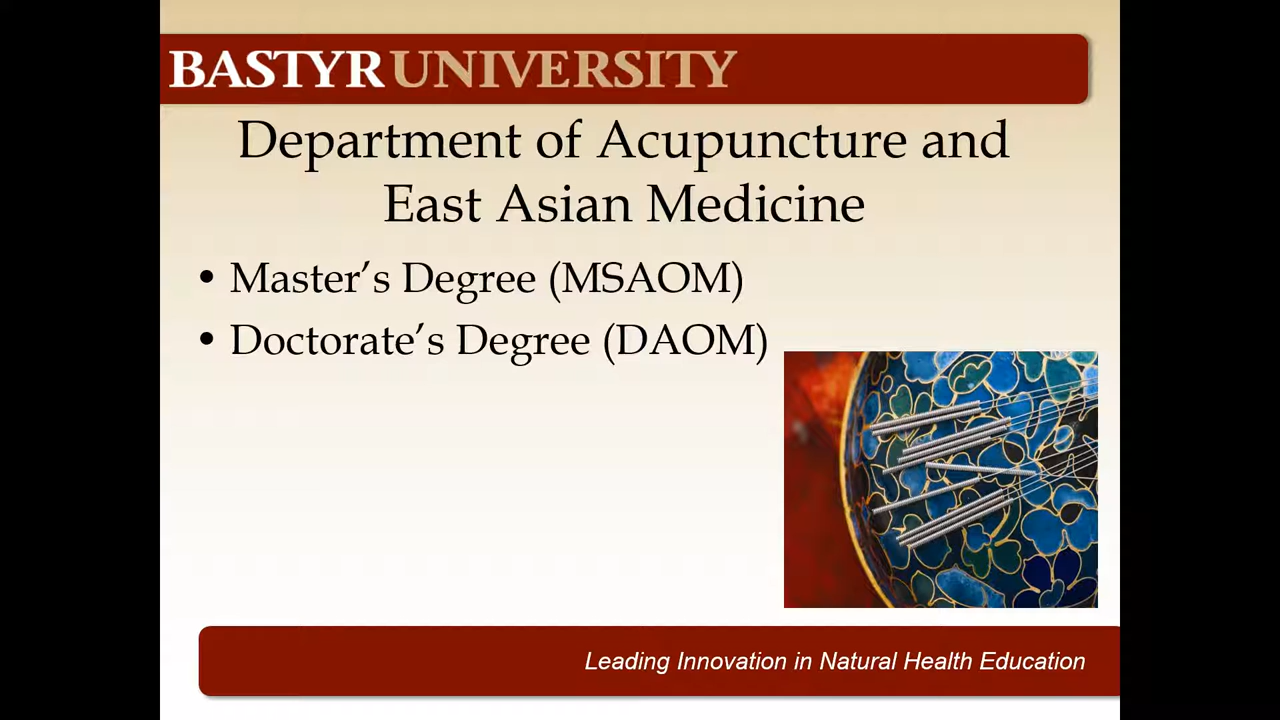 BASTYR UNIVERSITY
Department of Acupuncture and
East Asian Medicine
• Master’s Degree (MSAOM)
• Doctorate’s Degree (DAOM)
Leading Innovation in Natural Health Education